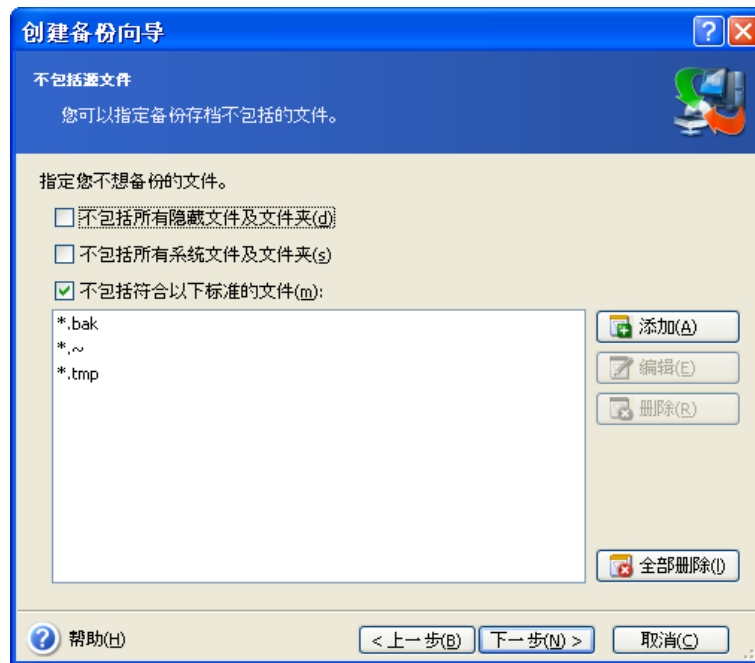 创建备份向导
不包括源文件
您可以指定备份存档不包括的文件。
指定您不想备份的文件。
不包括所有隐藏文件及文件夹(d)
不包括所有系统文件及文件夹(s)
不包括符合以下标准的文件(m):
*.bak
*.~
*.tmp
添加(A)
编辑(E)
删除(R)
全部删除(l)
帮助(H)
< 上一步(B)
下一步(N) >
取消(C)